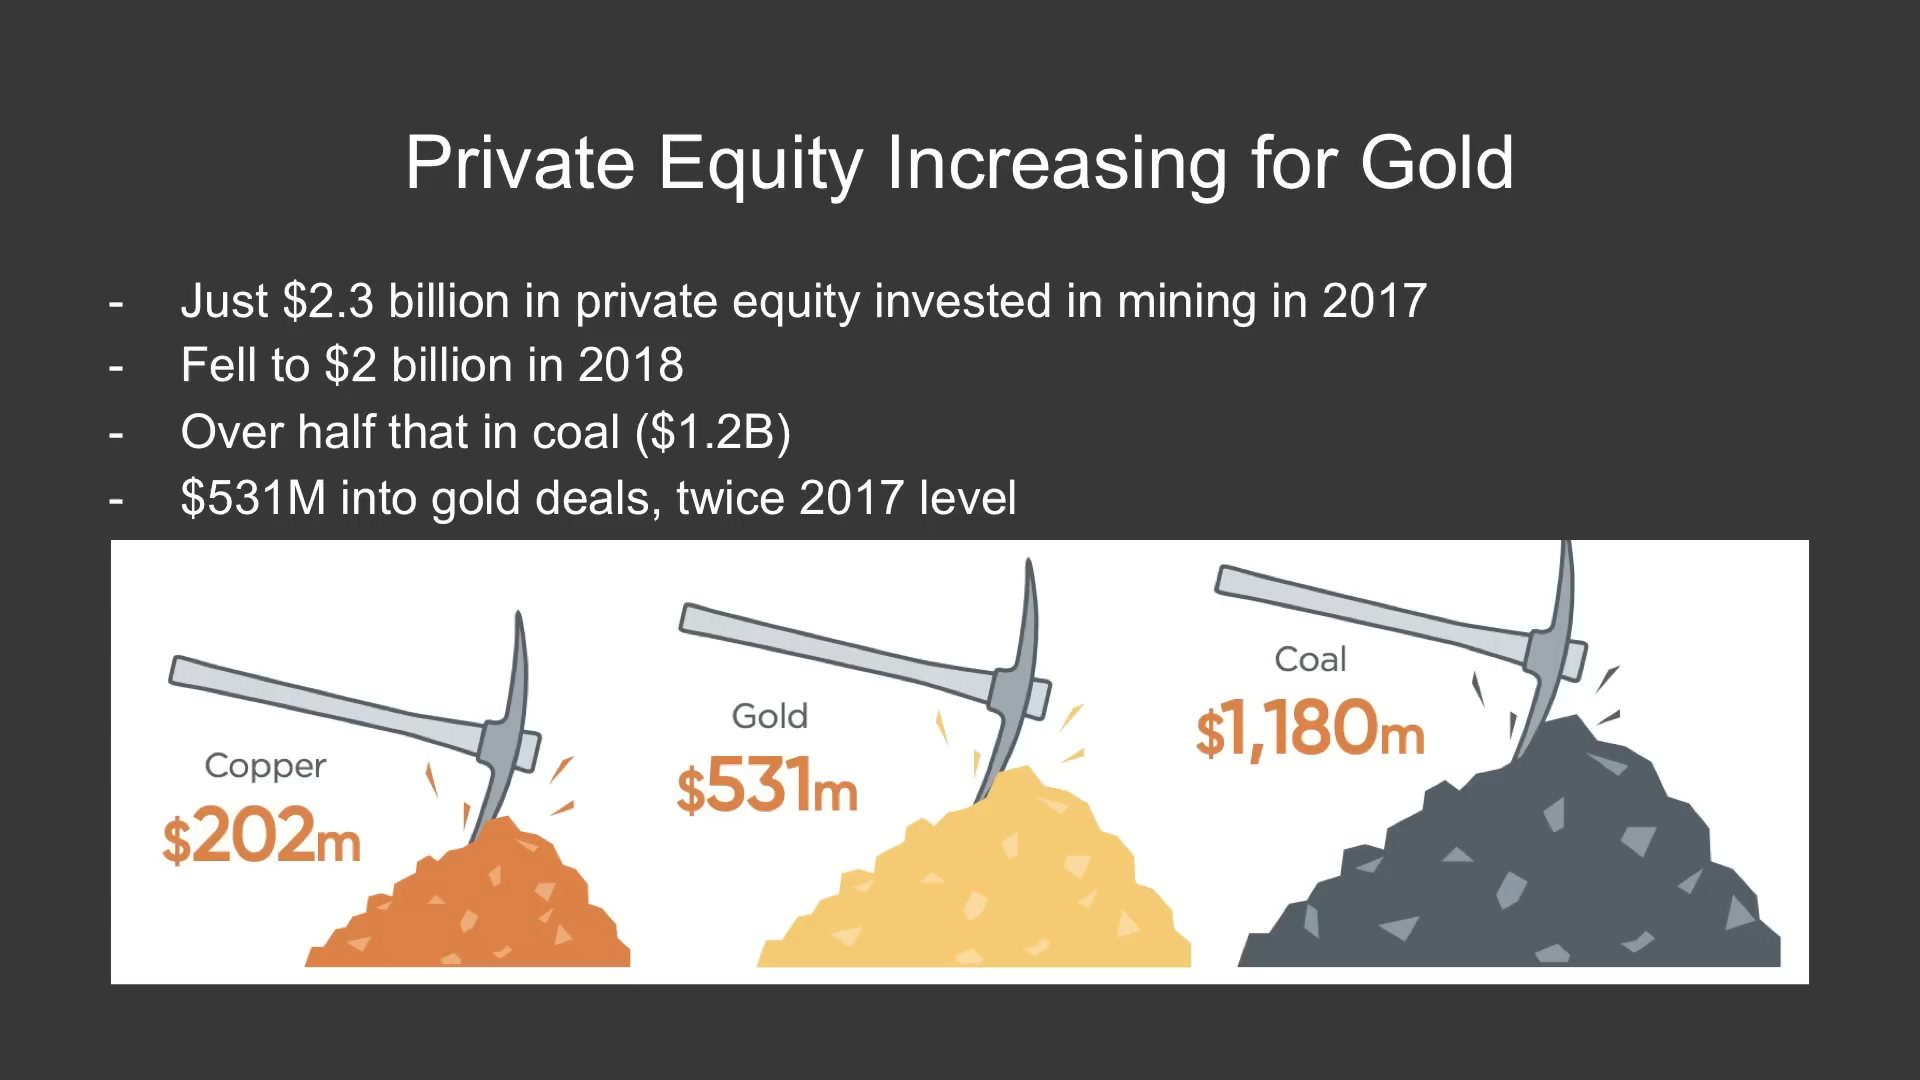 Private Equity Increasing for Gold
- Just $2.3 billion in private equity invested in mining in 2017
- Fell to $2 billion in 2018
- Over half that in coal ($1.2B)
- $531M into gold deals, twice 2017 level
Copper
$202m
Gold
$531m
Coal
$1,180m